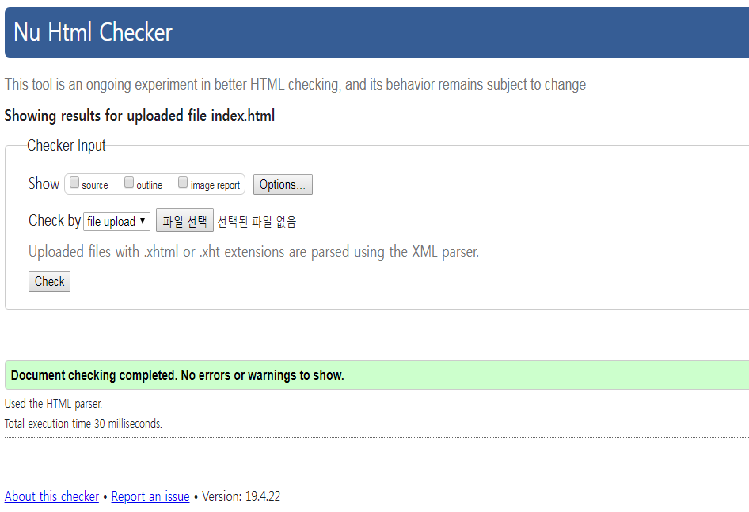 Nu Html Checker
This tool is an ongoing experiment in better HTML checking, and its behavior remains subject to change
Showing results for uploaded file index.html
Checker Input
Show source outline image report Options...
Check by file upload 파일 선택 선택된 파일 없음
Uploaded files with .xhtml or .xht extensions are parsed using the XML parser.
Check
Document checking completed. No errors or warnings to show.
Used the HTML parser.
Total execution time 30 milliseconds.
About this checker • Report an issue • Version: 19.4.22